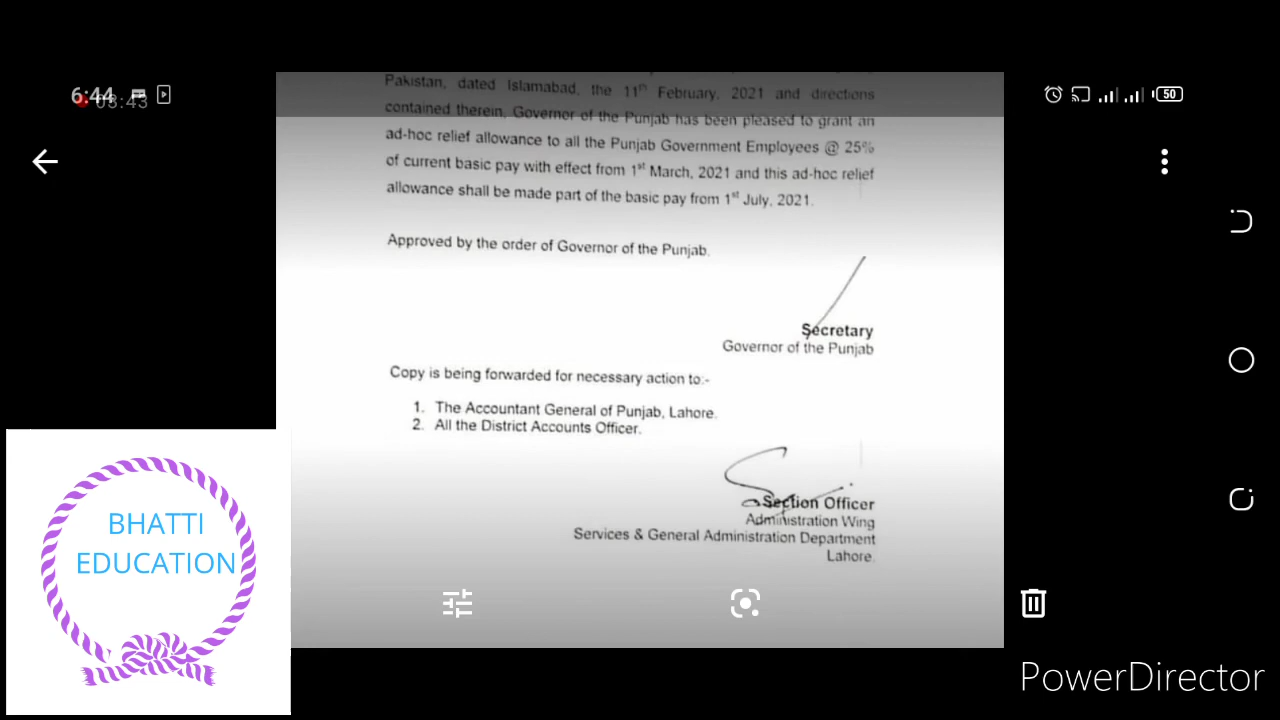 6:44
03:43
50
Pakistan, dated Islamabad, the 11th February, 2021 and directions
contained therein, Governor of the Punjab has been pleased to grant an
ad-hoc relief allowance to all the Punjab Government Employees @ 25%
of current basic pay with effect from 1st March, 2021 and this ad-hoc relief
allowance shall be made part of the basic pay from 1st July, 2021.
Approved by the order of Governor of the Punjab.
Secretary
Governor of the Punjab
Copy is being forwarded for necessary action to:-
1. The Accountant General of Punjab, Lahore.
2. All the District Accounts Officer.
Section Officer
Administration Wing
Services & General Administration Department
Lahore.
BHATTI
EDUCATION
PowerDirector